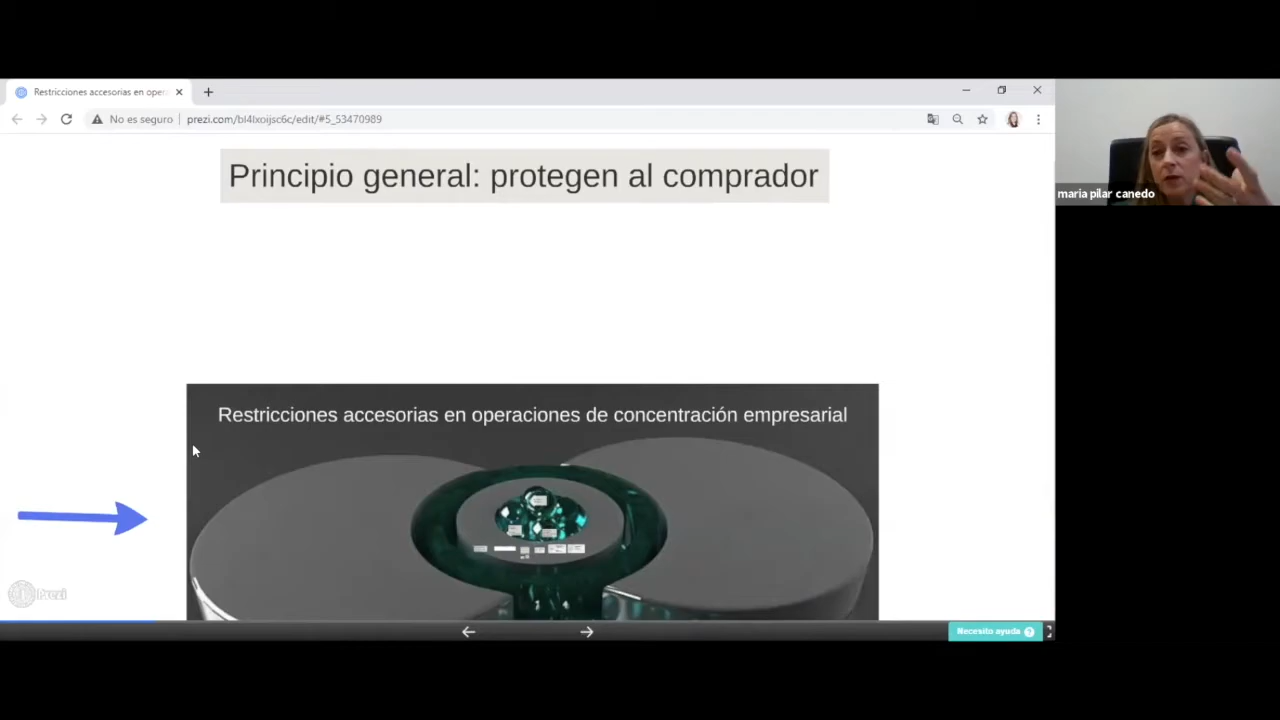 Restricciones accesorias en opera
No es seguro
prezi.com/bl4lxoijsc6c/edit/#5_53470989
Principio general: protegen al comprador
maria pilar canedo
Restricciones accesorias en operaciones de concentración empresarial
Prezi
Necesito ayuda